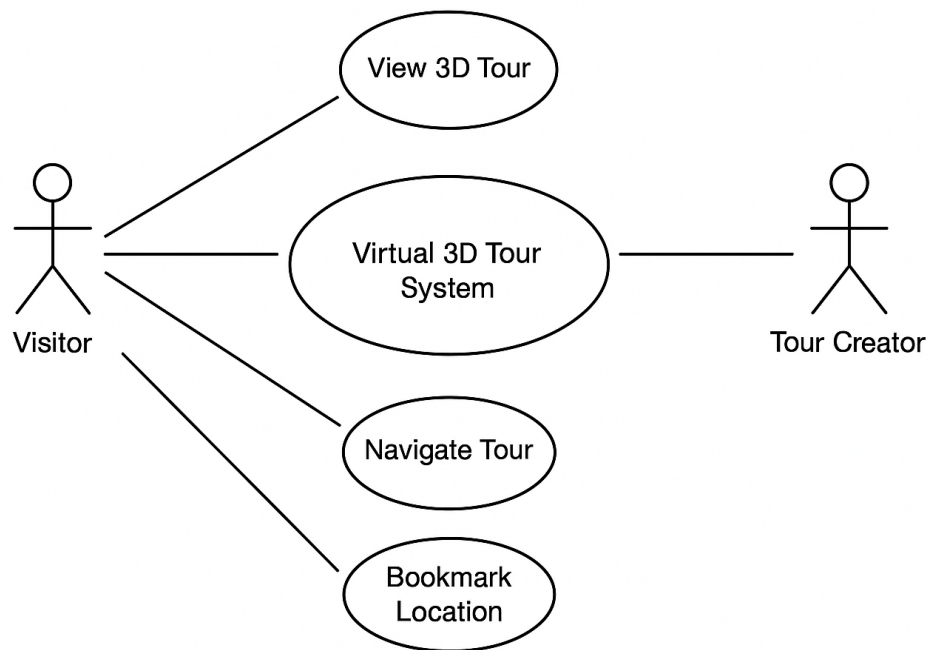 View 3D Tour
Virtual 3D Tour
System
Visitor
Tour Creator
Navigate Tour
Bookmark
Location